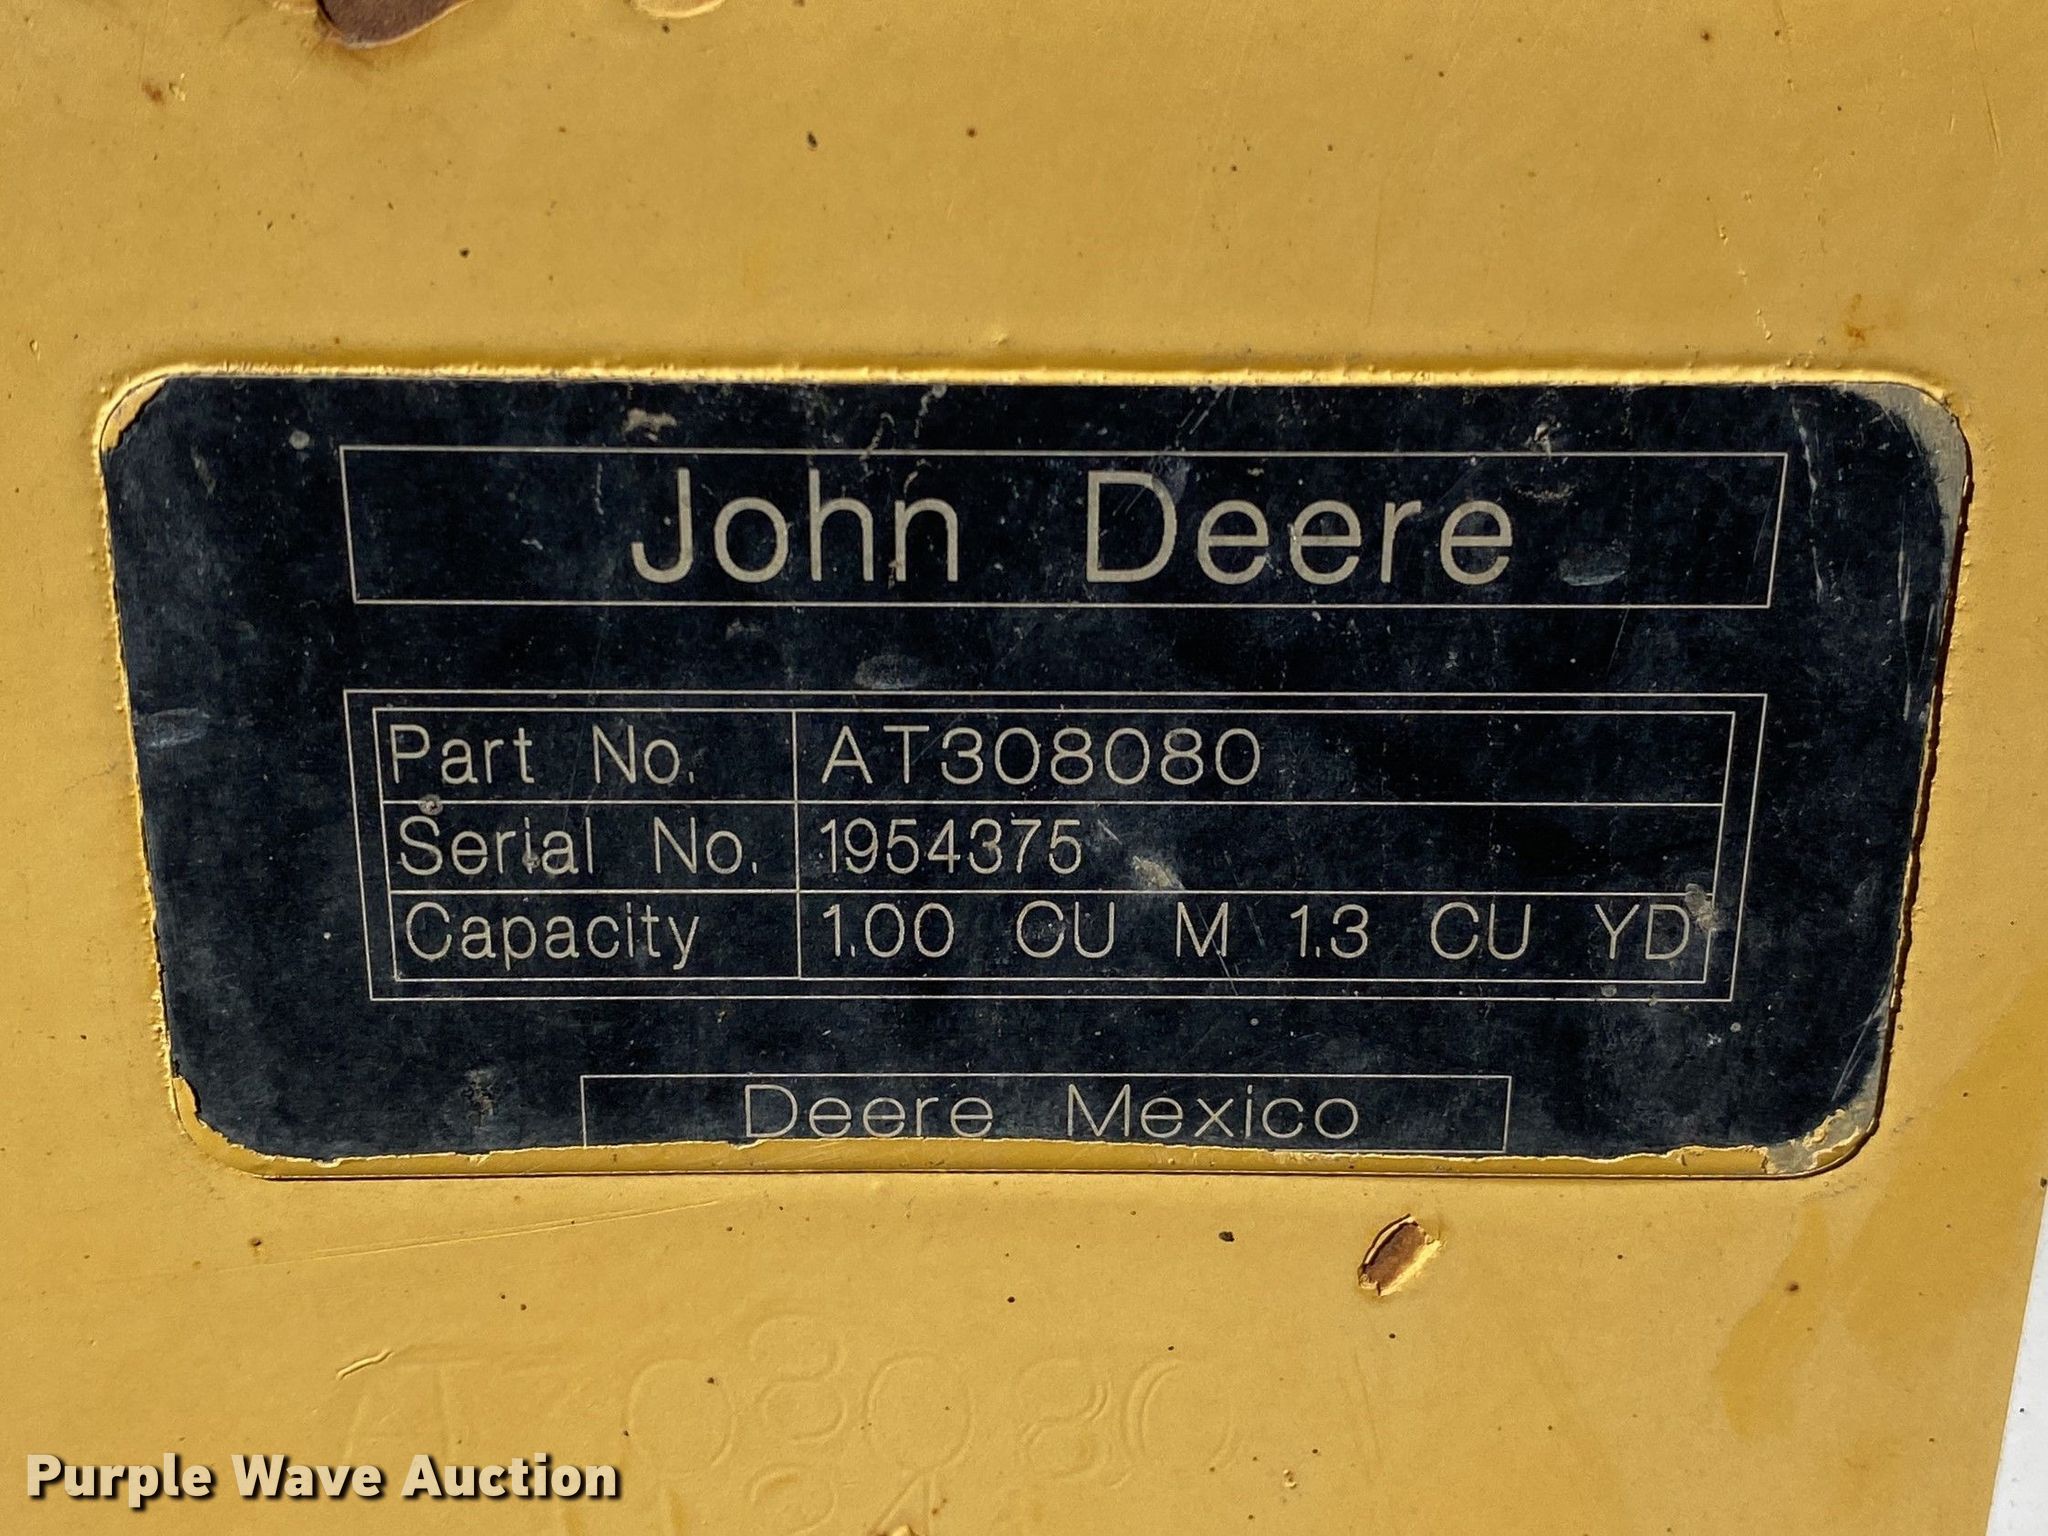 John Deere
Part No. AT308080
Serial No. 1954375
Capacity 1.00 CU M 1.3 CU YD
Deere Mexico
AT308080
Purple Wave Auction